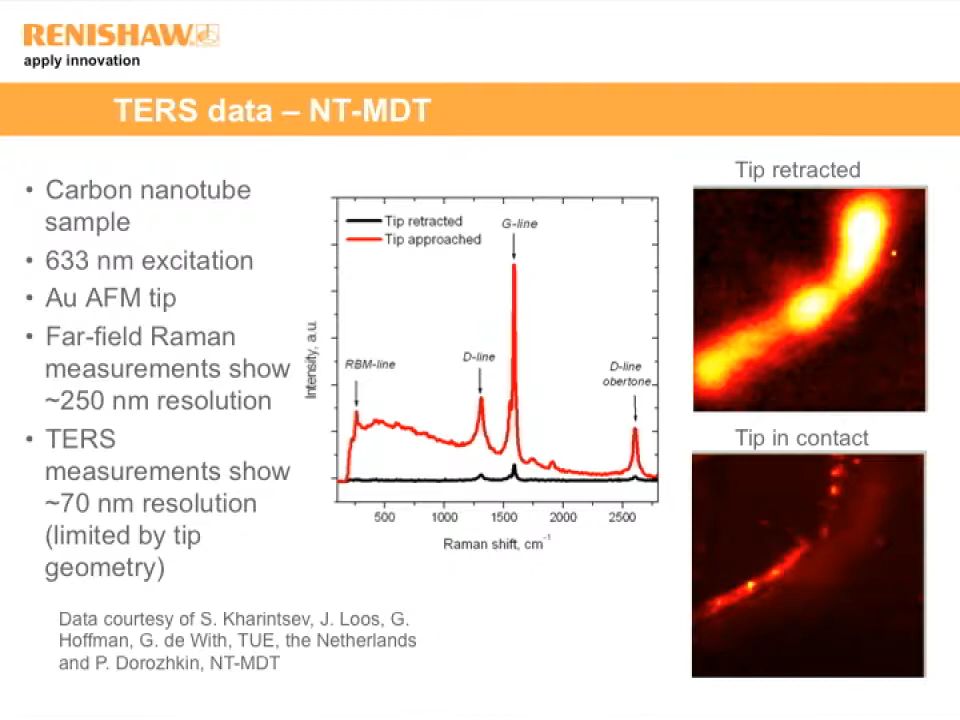 RENISHAW
apply innovation
TERS data – NT-MDT
• Carbon nanotube
sample
• 633 nm excitation
• Au AFM tip
• Far-field Raman
measurements show
~250 nm resolution
• TERS
measurements show
~70 nm resolution
(limited by tip
geometry)
Data courtesy of S. Kharintsev, J. Loos, G.
Hoffman, G. de With, TUE, the Netherlands
and P. Dorozhkin, NT-MDT
Tip retracted
Tip approached
G-line
RBM-line
D-line
D-line
obertone
Intensity, a.u.
500 1000 1500 2000 2500
Raman shift, cm⁻¹
Tip retracted
Tip in contact